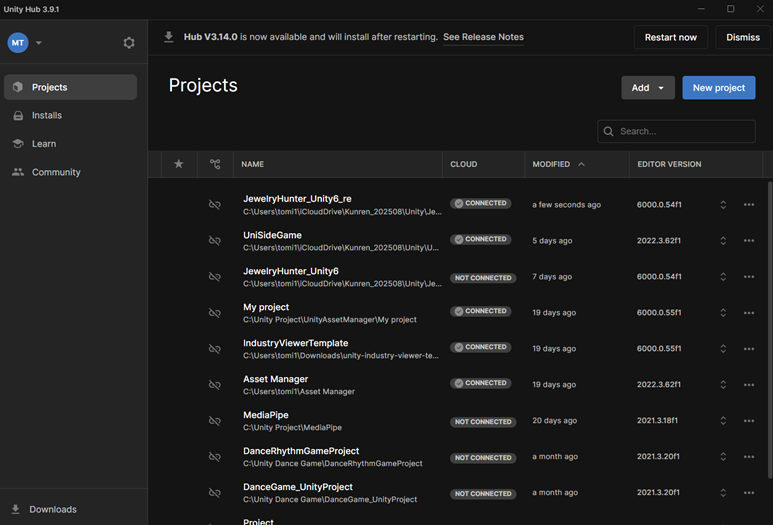 Unity Hub 3.9.1
MT
Hub V3.14.0 is now available and will install after restarting. See Release Notes
Restart now
Dismiss
Projects
Installs
Learn
Community
Downloads
Projects
Add
New project
Search...
NAME CLOUD MODIFIED EDITOR VERSION
JewelryHunter_Unity6_re
C:\Users\tomi1\CloudDrive\Kunren_202508\Unity\Je...
CONNECTED a few seconds ago 6000.0.54f1
UniSideGame
C:\Users\tomi1\CloudDrive\Kunren_202508\Unity\U...
CONNECTED 5 days ago 2022.3.62f1
JewelryHunter_Unity6
C:\Users\tomi1\CloudDrive\Kunren_202508\Unity\Je...
NOT CONNECTED 7 days ago 6000.0.54f1
My project
C:\Unity Project\UnityAssetManager\My project
CONNECTED 19 days ago 6000.0.55f1
IndustryViewerTemplate
C:\Users\tomi1\Downloads\unity-industry-viewer-te...
CONNECTED 19 days ago 6000.0.55f1
Asset Manager
C:\Users\tomi1\Asset Manager
CONNECTED 19 days ago 2022.3.62f1
MediaPipe
C:\Unity Project\MediaPipe
NOT CONNECTED 20 days ago 2021.3.18f1
DanceRhythmGameProject
C:\Unity Dance Game\DanceRhythmGameProject
NOT CONNECTED a month ago 2021.3.20f1
DanceGame_UnityProject
C:\Unity Dance Game\DanceGame_UnityProject
NOT CONNECTED a month ago 2021.3.20f1
Project